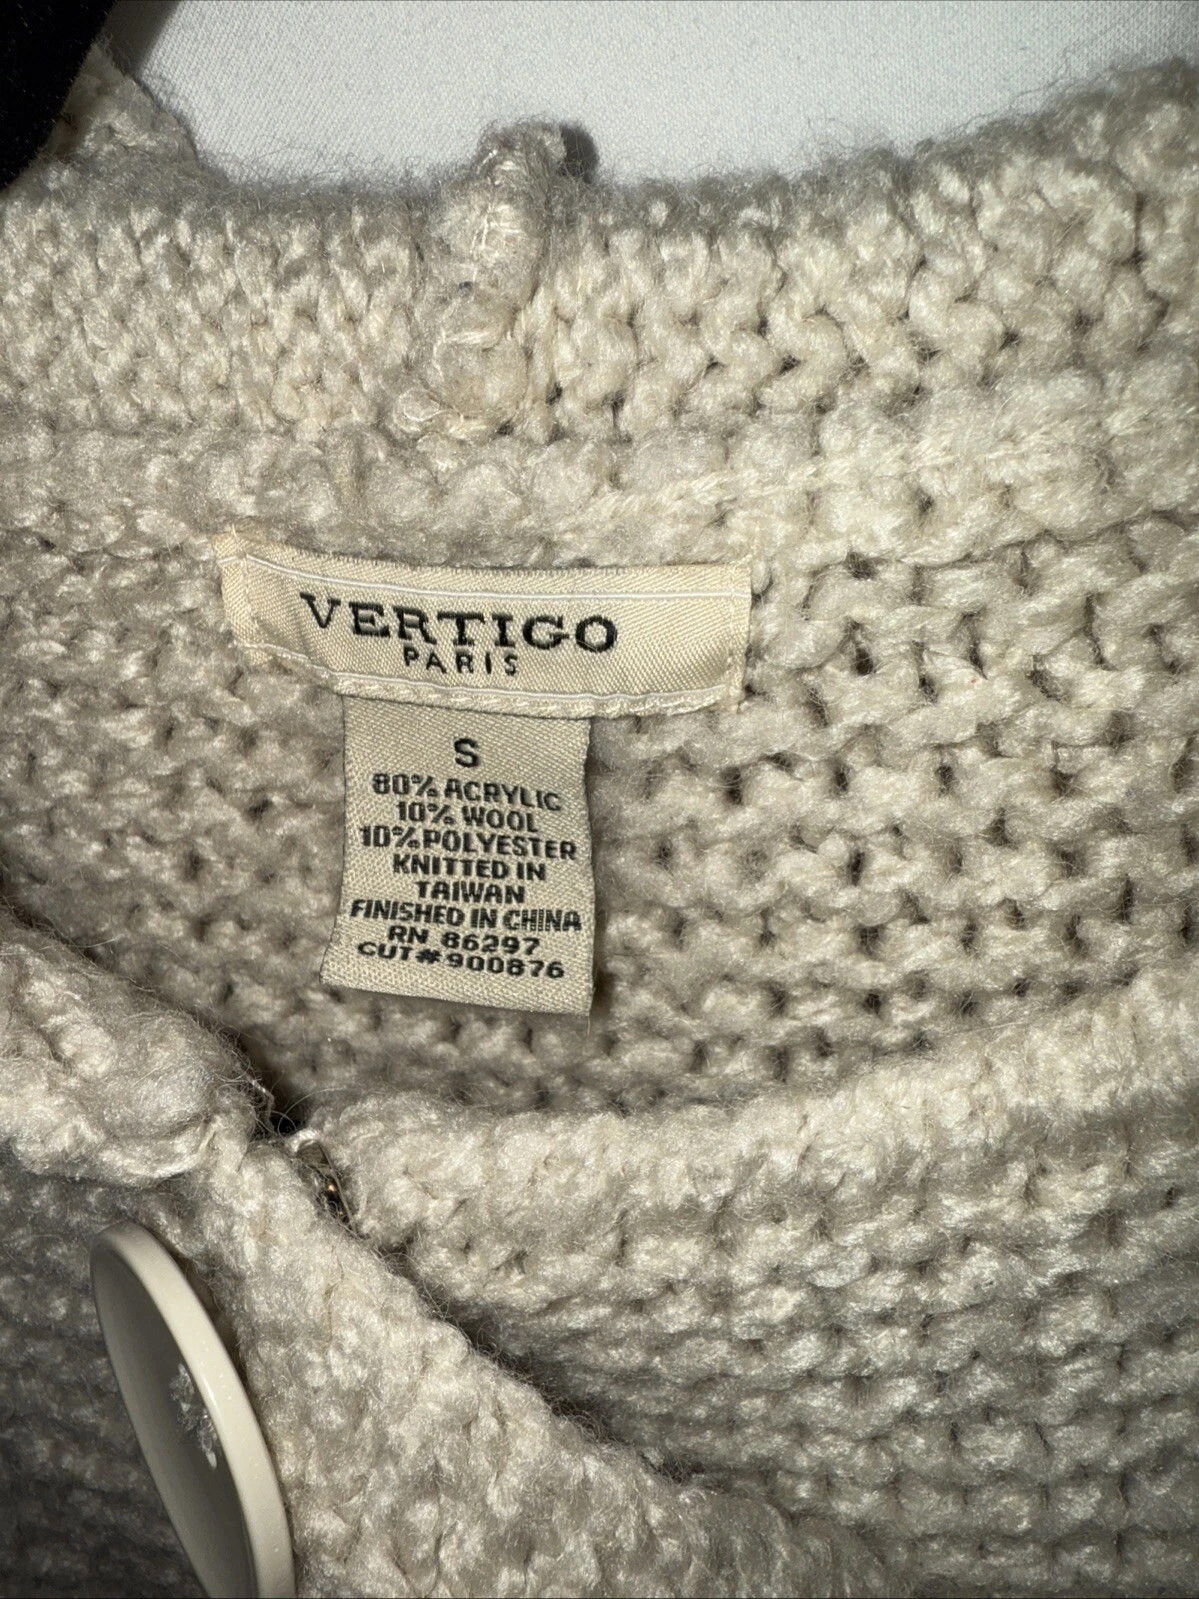 VERTIGO
PARIS
S
80% ACRYLIC
10% WOOL
10% POLYESTER
KNITTED IN
TAIWAN
FINISHED IN CHINA
RN 86297
CUT#900876